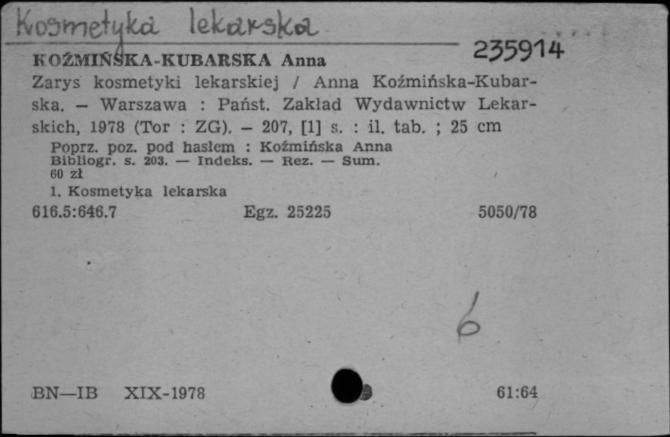 Kosmetyka lekarska
235914
KOŹMIŃSKA-KUBARSKA Anna
Zarys kosmetyki lekarskiej / Anna Koźmińska-Kubar-
ska. — Warszawa : Państ. Zakład Wydawnictw Lekar-
skich, 1978 (Tor : ZG). — 207, [1] s. : il. tab. ; 25 cm
Poprz. poz. pod hasłem : Koźmińska Anna
Bibliogr. s. 203. — Indeks. — Rez. — Sum.
60 zł
1. Kosmetyka lekarska
616.5:646.7 Egz. 25225 5050/78
6
BN—IB XIX-1978 61:64